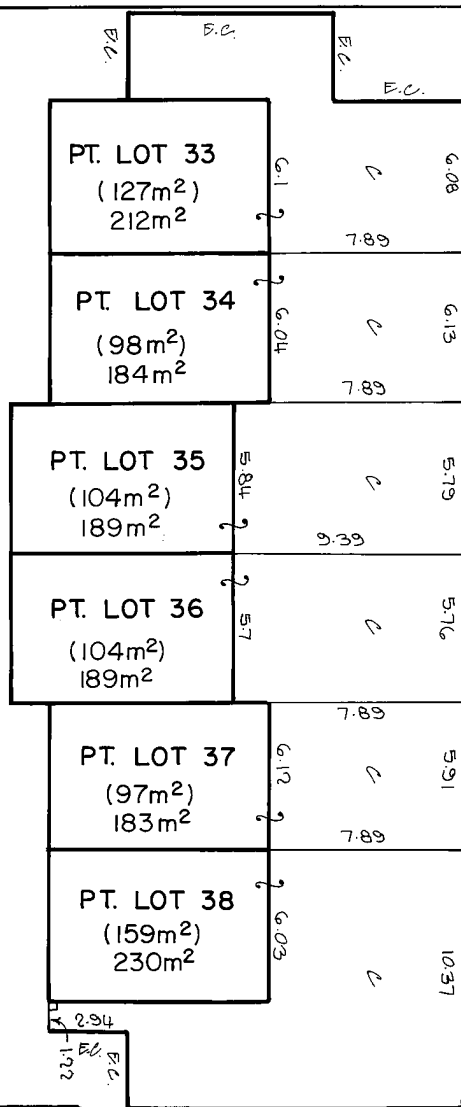 E.C.
E.C.
E.C.
E.C.
PT. LOT 33
(127m²)
212m²
6.1
6.08
7.89
PT. LOT 34
(98m²)
184m²
6.04
6.13
7.89
PT. LOT 35
(104m²)
189m²
5.84
5.79
9.39
PT. LOT 36
(104m²)
189m²
5.7
5.76
7.89
PT. LOT 37
(97m²)
183m²
6.12
5.91
7.89
PT. LOT 38
(159m²)
230m²
6.03
10.37
2.94
1.22
E.C.
E.C.